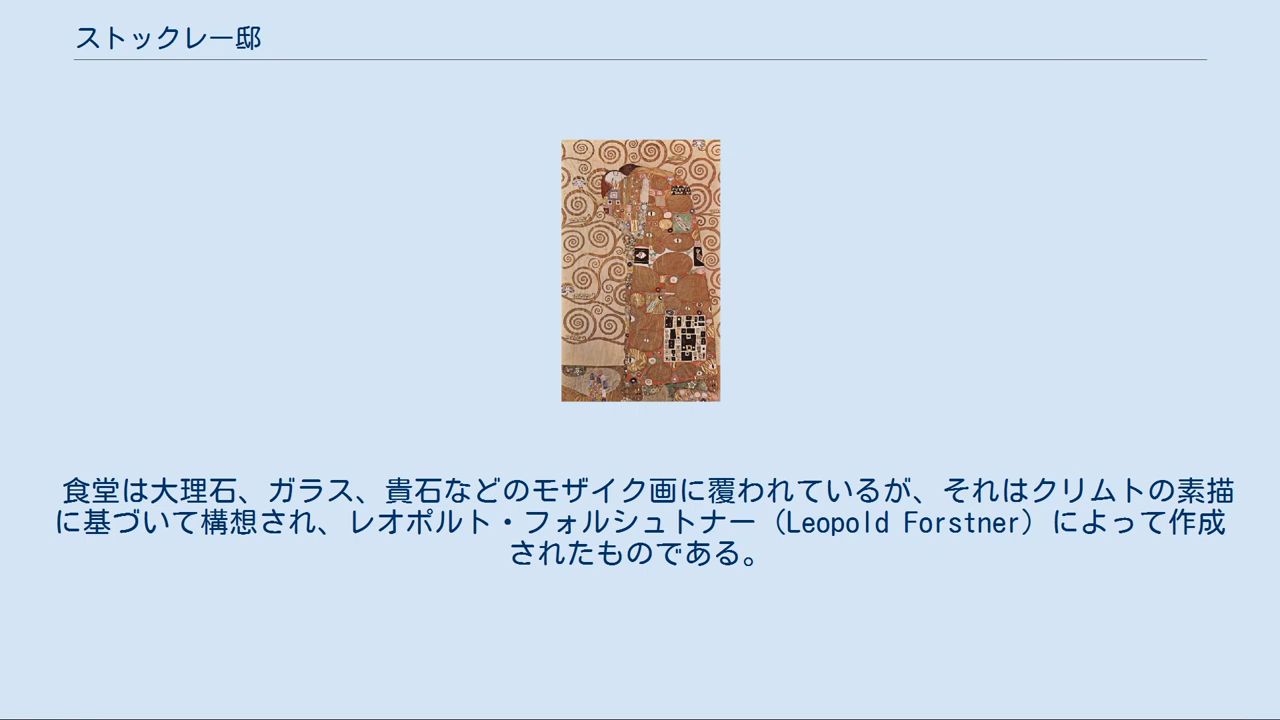 ストックレー邸
食堂は大理石、ガラス、貴石などのモザイク画に覆われているが、それはクリムトの素描
に基づいて構想され、レオポルト・フォルシュトナー（Leopold Forstner）によって作成
されたものである。